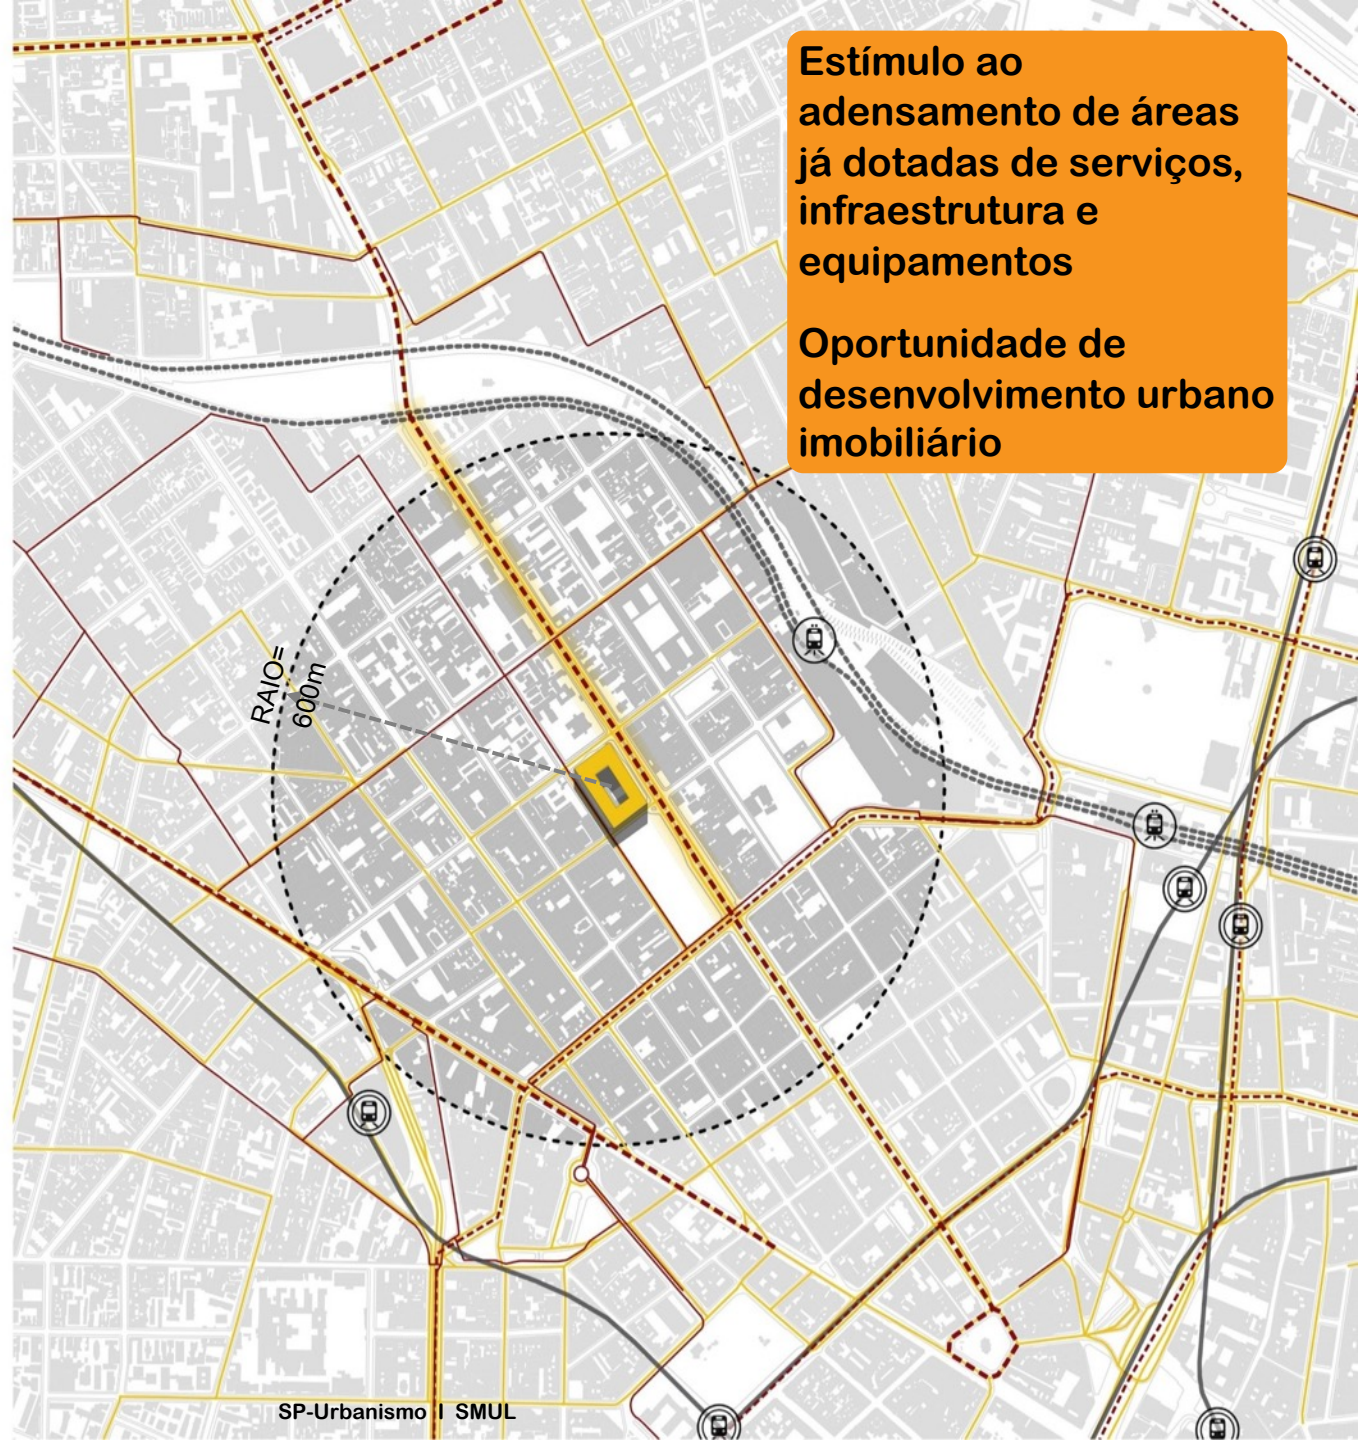 Estímulo ao
adensamento de áreas
já dotadas de serviços,
infraestrutura e
equipamentos
Oportunidade de
desenvolvimento urbano
imobiliário
RAIO=
600m
SP-Urbanismo I SMUL